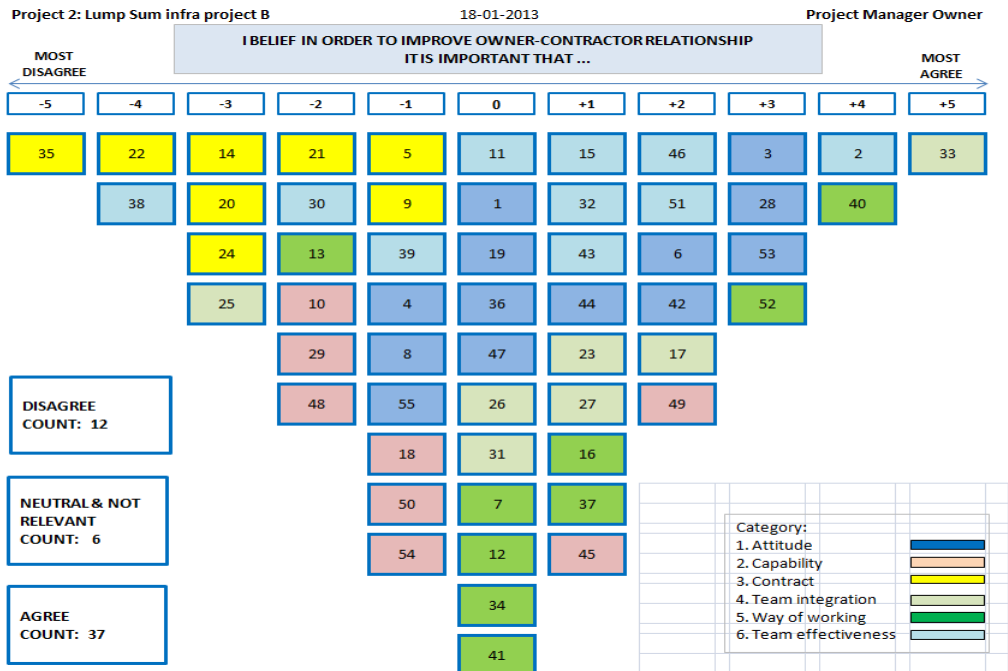 Project 2: Lump Sum infra project B 18-01-2013 Project Manager Owner
I BELIEF IN ORDER TO IMPROVE OWNER-CONTRACTOR RELATIONSHIP
IT IS IMPORTANT THAT ...
MOST
DISAGREE
MOST
AGREE
-5 -4 -3 -2 -1 0 +1 +2 +3 +4 +5
35 22 14 21 5 11 15 46 3 2 33
38 20 30 9 1 32 51 28 40
24 13 39 19 43 6 53
25 10 4 36 44 42 52
29 8 47 23 17
48 55 26 27 49
18 31 16
50 7 37
54 12 45
34
41
DISAGREE
COUNT: 12
NEUTRAL & NOT
RELEVANT
COUNT: 6
AGREE
COUNT: 37
Category:
1. Attitude
2. Capability
3. Contract
4. Team integration
5. Way of working
6. Team effectiveness